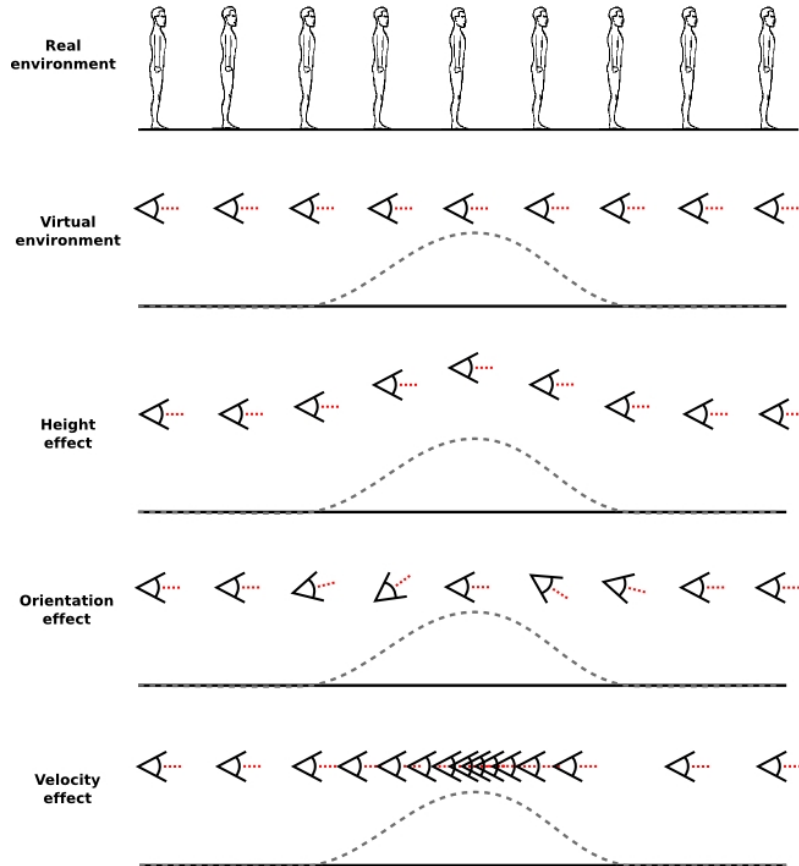 Real
environment
Virtual
environment
Height
effect
Orientation
effect
Velocity
effect